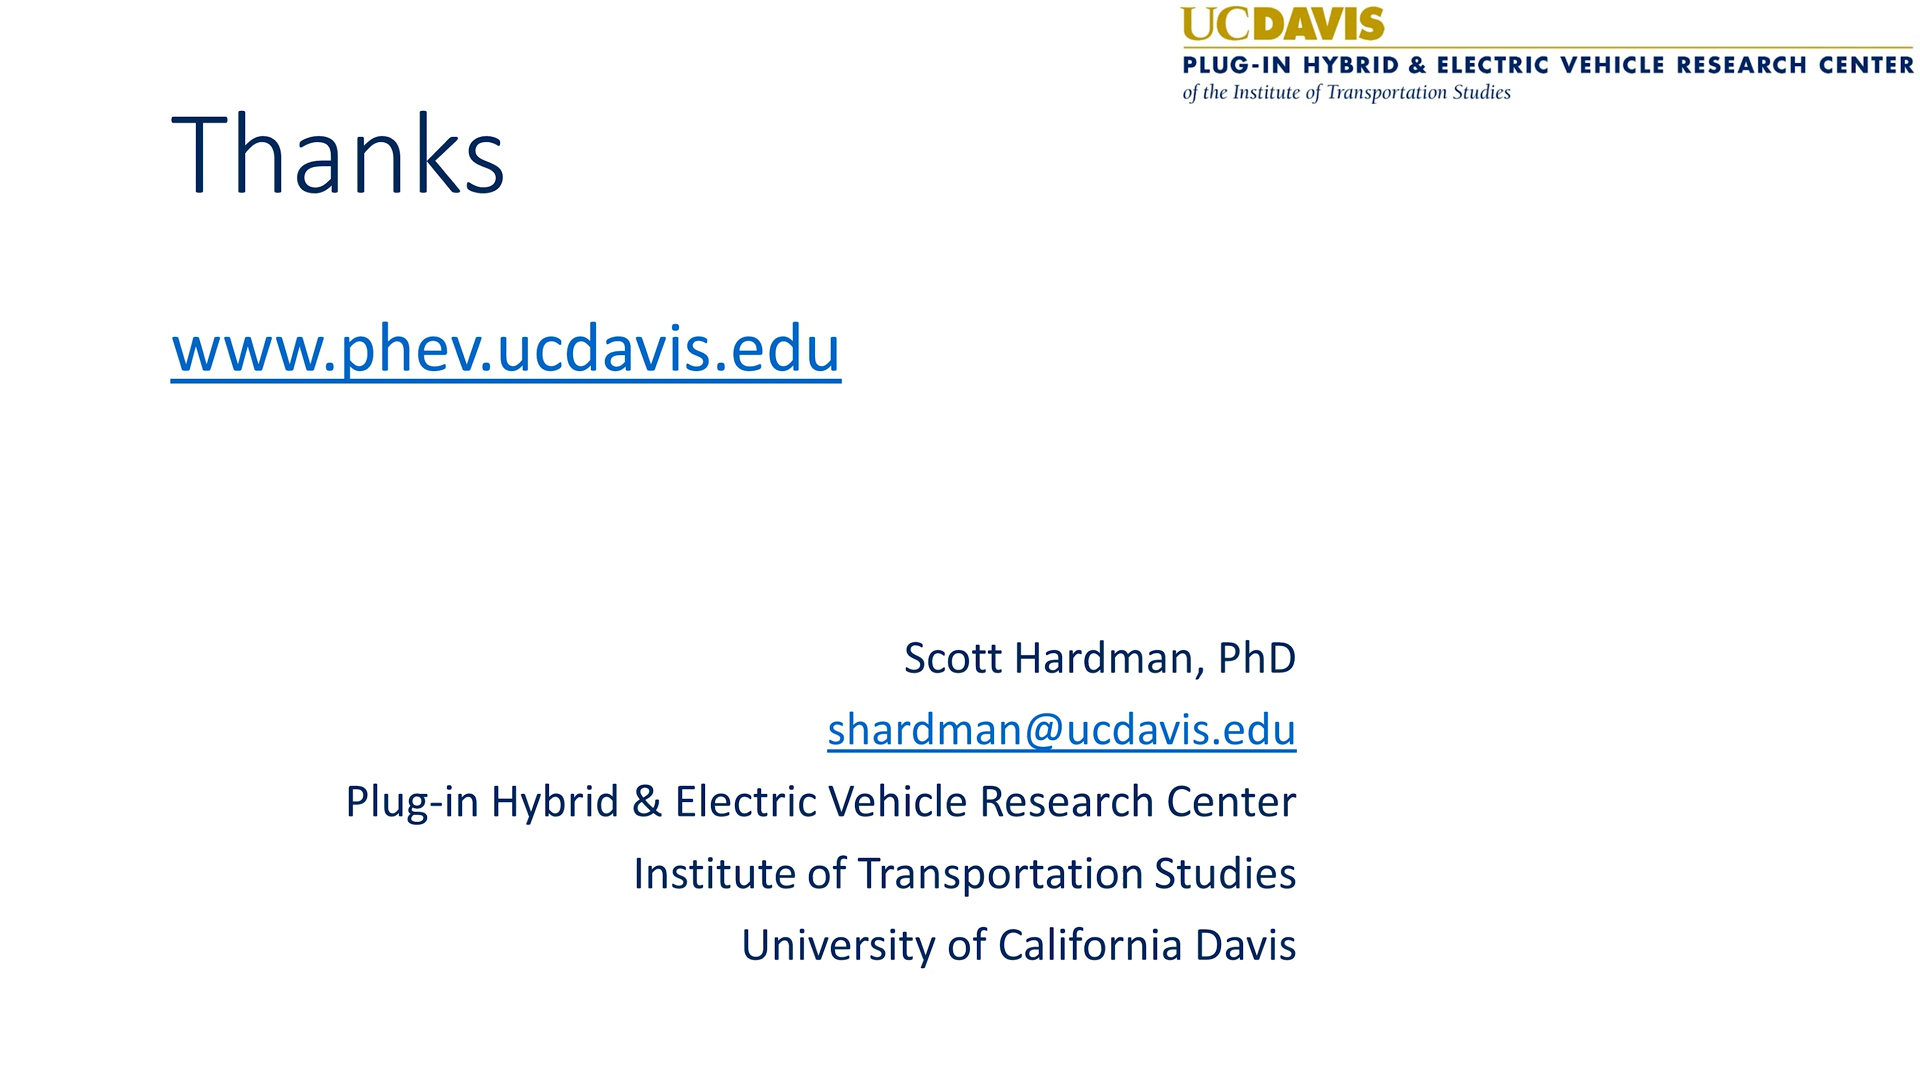 UCDAVIS
PLUG-IN HYBRID & ELECTRIC VEHICLE RESEARCH CENTER
of the Institute of Transportation Studies
Thanks
www.phev.ucdavis.edu
Scott Hardman, PhD
shardman@ucdavis.edu
Plug-in Hybrid & Electric Vehicle Research Center
Institute of Transportation Studies
University of California Davis